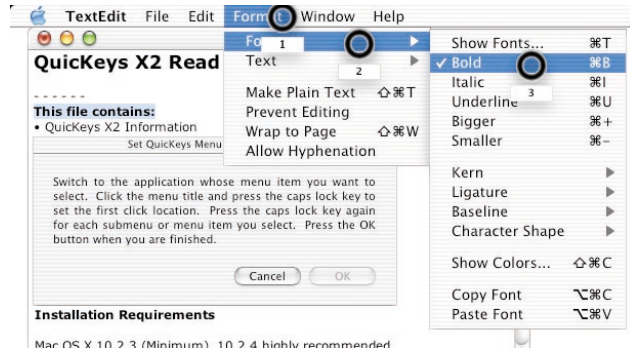 TextEdit File Edit Format Window Help
QuicKeys X2 Read
- - - - - -
This file contains:
• QuicKeys X2 Information
Set QuicKeys Menu
Switch to the application whose menu item you want to
select. Click the menu title and press the caps lock key to
set the first click location. Press the caps lock key again
for each submenu or menu item you select. Press the OK
button when you are finished.
Cancel OK
Installation Requirements
Mac OS X 10.2.3 (Minimum), 10.2.4 highly recommended
1
Text
2
Make Plain Text ⇧⌘T
Prevent Editing
Wrap to Page ⇧⌘W
Allow Hyphenation
Show Fonts... ⌘T
✓ Bold ⌘B
Italic ⌘I
3
Underline ⌘U
Bigger ⌘+
Smaller ⌘-
Kern
Ligature
Baseline
Character Shape
Show Colors... ⇧⌘C
Copy Font ⌥⌘C
Paste Font ⌥⌘V